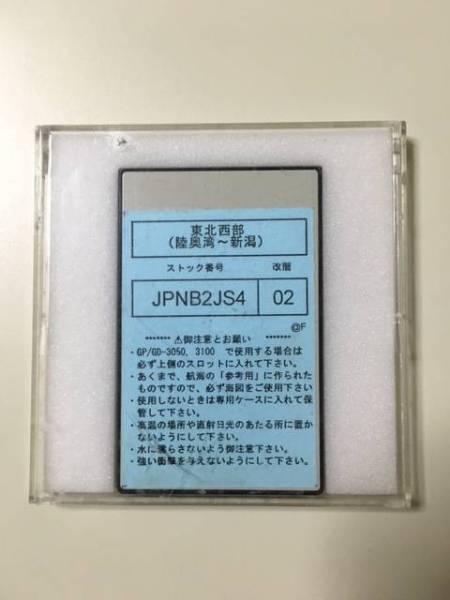 東北西部
(陸奥湾～新潟)
ストック番号 改暦
JPNB2JS4 02
@F
******* ⚠御注意とお願い *******
・GP/GD-3050, 3100 で使用する場合は
必ず上側のスロットに入れて下さい。
・あくまで、航海の「参考用」に作られた
ものですので、必ず海図をご使用下さい
・使用しないときは専用ケースに入れて保
管して下さい。
・高温の場所や直射日光のあたる所に置か
ないようにして下さい。
・水に濡らさないよう御注意下さい。
・強い衝撃を与えないようにして下さい。